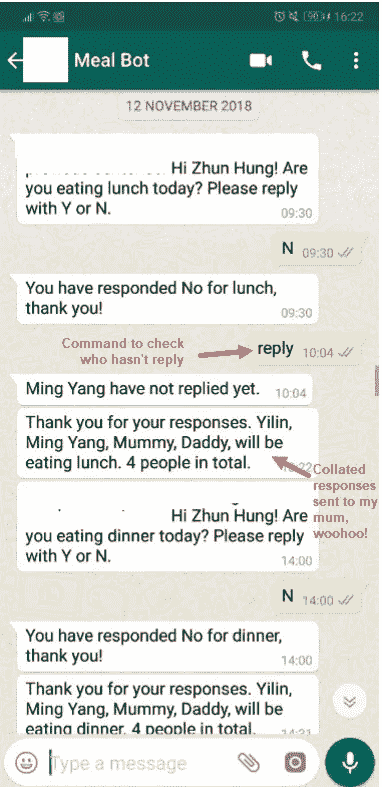 90 16:22
Meal Bot
12 NOVEMBER 2018
Hi Zhun Hung! Are
you eating lunch today? Please reply
with Y or N.
09:30
N 09:30
You have responded No for lunch,
thank you!
09:30
Command to check
who hasn't reply
reply 10:04
Ming Yang have not replied yet. 10:04
Thank you for your responses. Yilin,
Ming Yang, Mummy, Daddy, will be
eating lunch. 4 people in total.
Collated
responses
sent to my
mum,
woohoo!
Hi Zhun Hung! Are
you eating dinner today? Please reply
with Y or N.
14:00
N 14:00
You have responded No for dinner,
thank you!
14:00
Thank you for your responses. Yilin,
Ming Yang, Mummy, Daddy, will be
eating dinner. 4 people in total.
Type a message